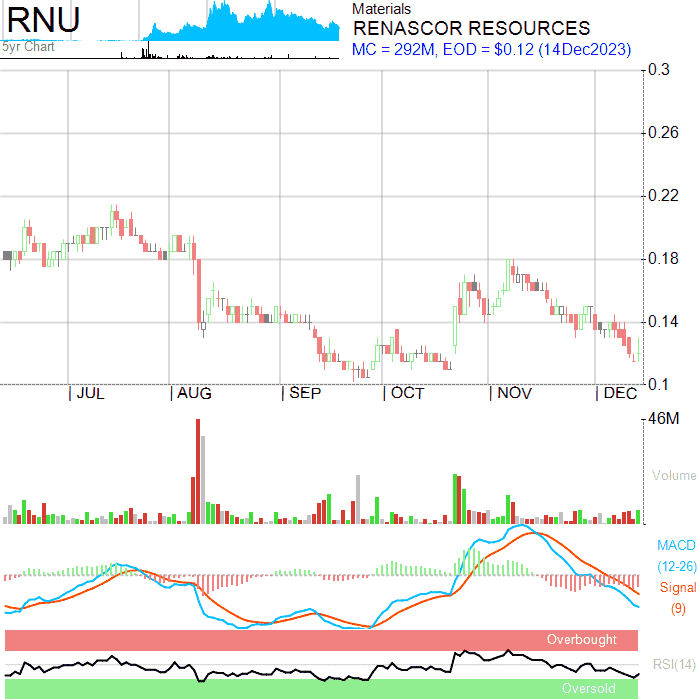 RNU
5yr Chart
Materials
RENASCOR RESOURCES
MC = 292M, EOD = $0.12 (14Dec2023)
0.3
0.26
0.22
0.18
0.14
0.1
JUL AUG SEP OCT NOV DEC
46M
Volume
MACD
(12-26)
Signal
(9)
Overbought
RSI(14)
Oversold